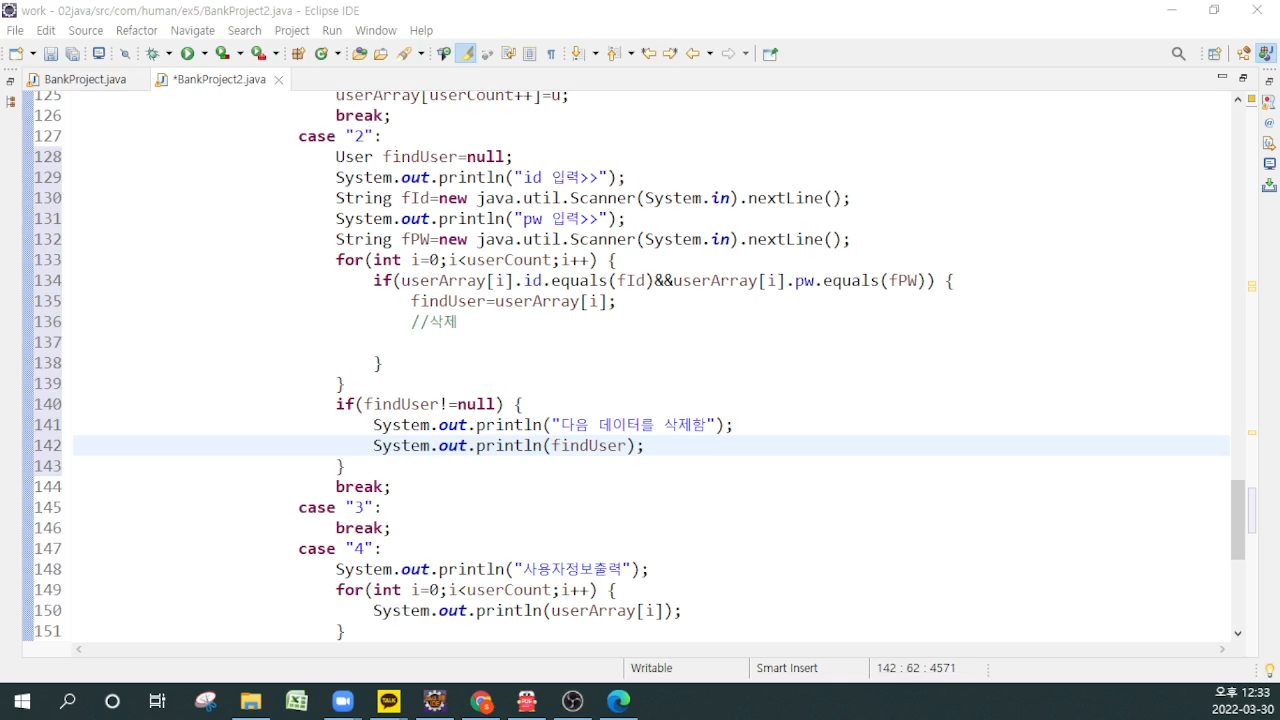 work - 02java/src/com/human/ex5/BankProject2.java - Eclipse IDE
File Edit Source Refactor Navigate Search Project Run Window Help
BankProject.java *BankProject2.java
125 userArray[userCount++]=u;
126 break;
127 case "2":
128 User findUser=null;
129 System.out.println("id 입력>>");
130 String fId=new java.util.Scanner(System.in).nextLine();
131 System.out.println("pw 입력>>");
132 String fPW=new java.util.Scanner(System.in).nextLine();
133 for(int i=0;i<userCount;i++) {
134 if(userArray[i].id.equals(fId)&&userArray[i].pw.equals(fPW)) {
135 findUser=userArray[i];
136 //삭제
137
138 }
139 }
140 if(findUser!=null) {
141 System.out.println("다음 데이터를 삭제함");
142 System.out.println(findUser);
143 }
144 break;
145 case "3":
146 break;
147 case "4":
148 System.out.println("사용자정보출력");
149 for(int i=0;i<userCount;i++) {
150 System.out.println(userArray[i]);
151 }
Writable Smart Insert 142 : 62 : 4571
TALK
PDF
오후 12:33
2022-03-30